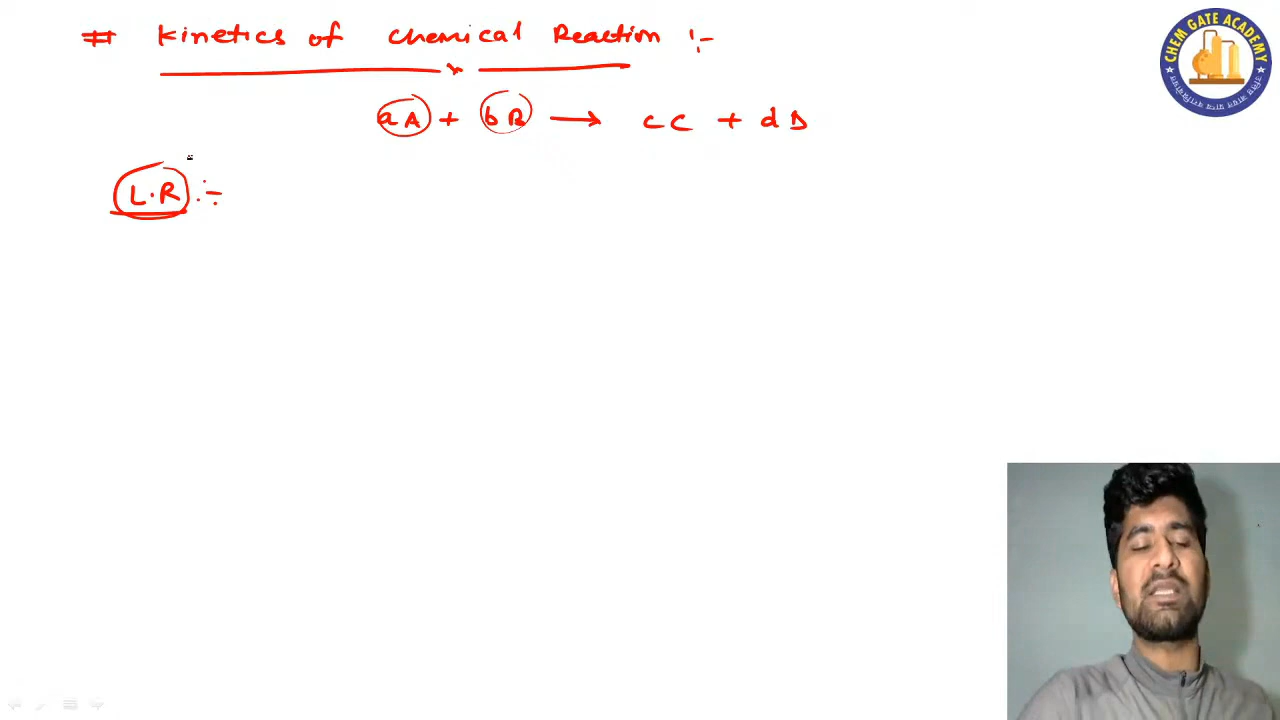 # Kinetics of Chemical Reaction :-
aA + bB → cC + dD
L.R :-
CHEM GATE ACADEMY